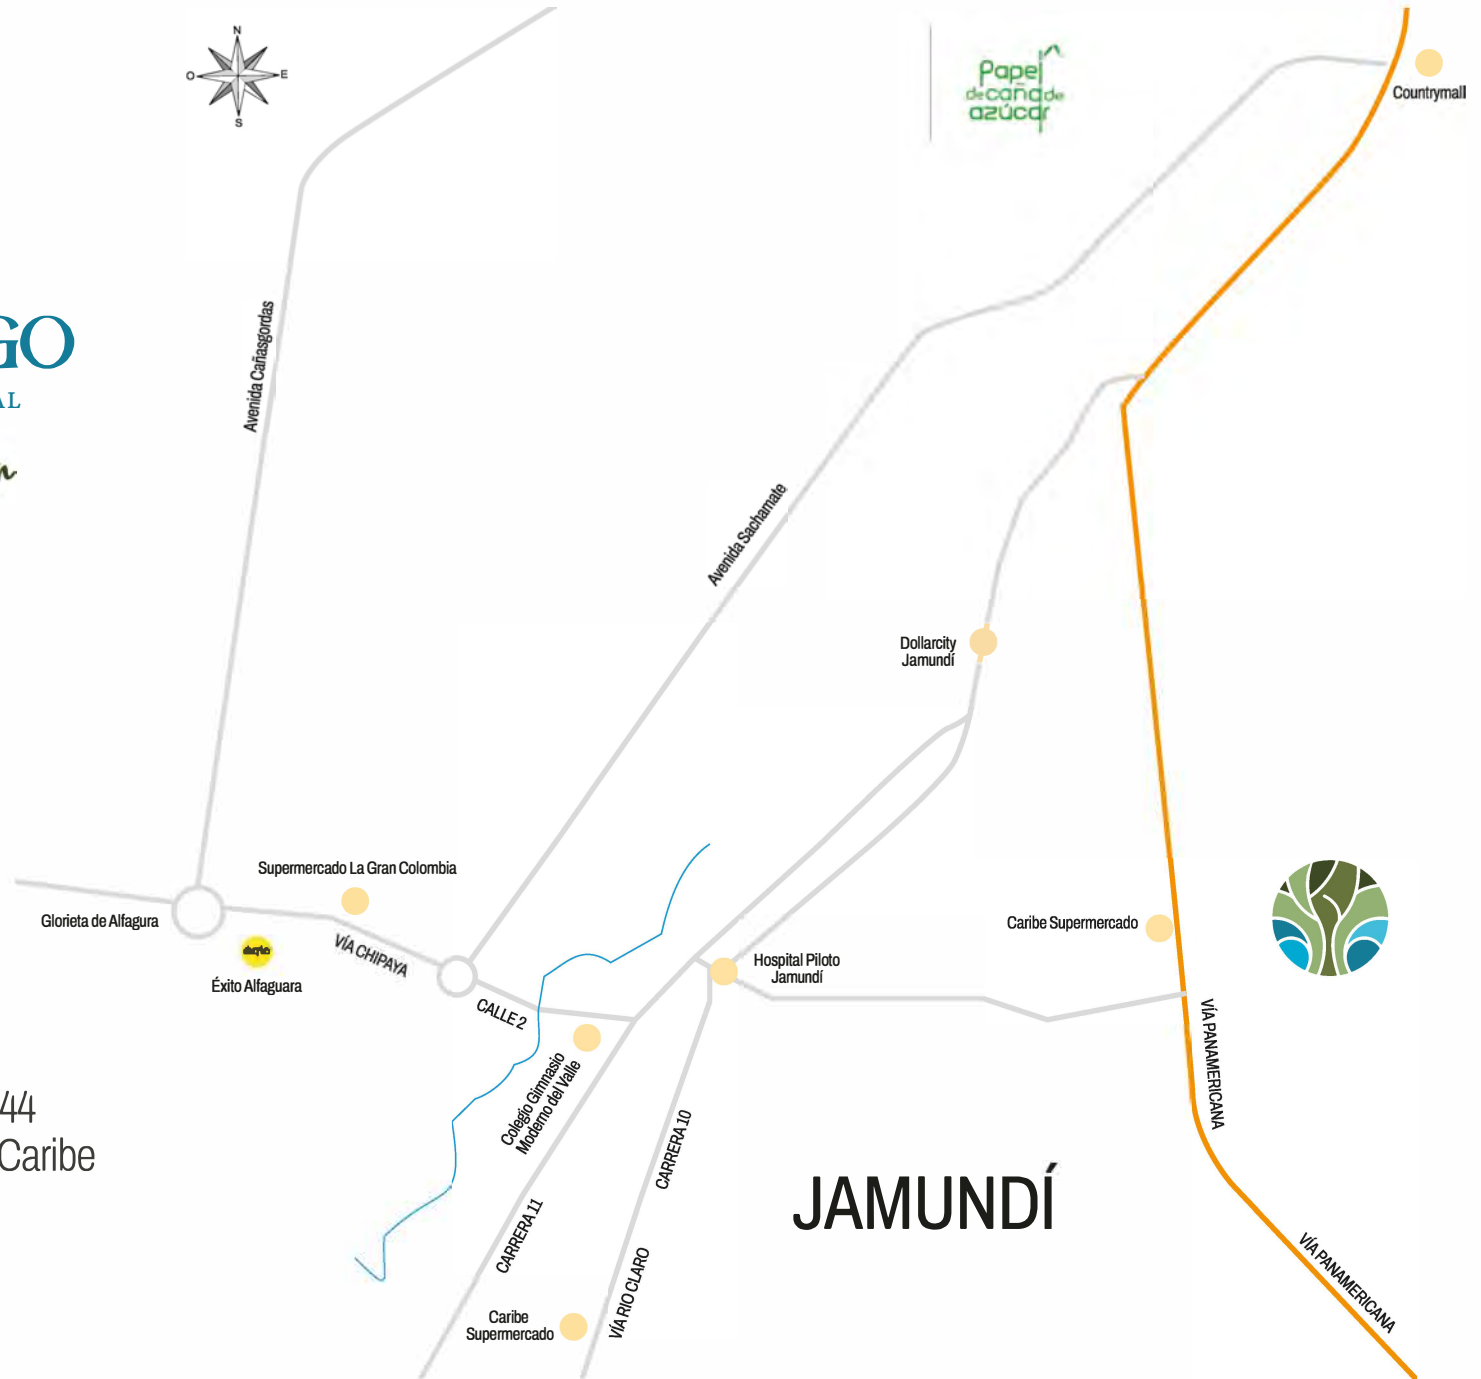 N
O
E
S
Papel
de caña de
azúcar
Countrymall
GO
AL
Avenida Cañasgordas
Avenida Sachamate
Dollarcity
Jamundí
Supermercado La Gran Colombia
Glorieta de Alfagura
VÍA CHIPAYA
Éxito Alfaguara
CALLE 2
Caribe Supermercado
Hospital Piloto
Jamundí
Colegio Gimnasio
Moderno del Valle
VÍA PANAMERICANA
44
Caribe
CARRERA 10
CARRERA 11
JAMUNDÍ
VÍA RIO CLARO
VÍA PANAMERICANA
Caribe
Supermercado